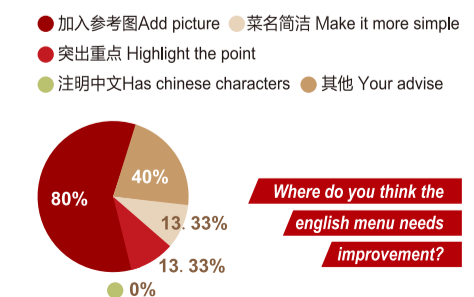 加入参考图Add picture 菜名简洁 Make it more simple
突出重点 Highlight the point
注明中文Has chinese characters 其他 Your advise
40%
80%
13. 33%
13. 33%
0%
Where do you think the
english menu needs
improvement?